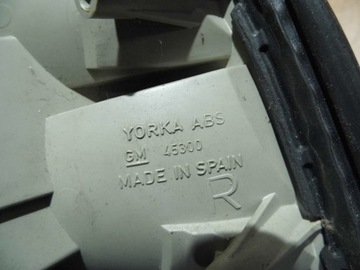 YORKA ABS
GM 45300
MADE IN SPAIN
R